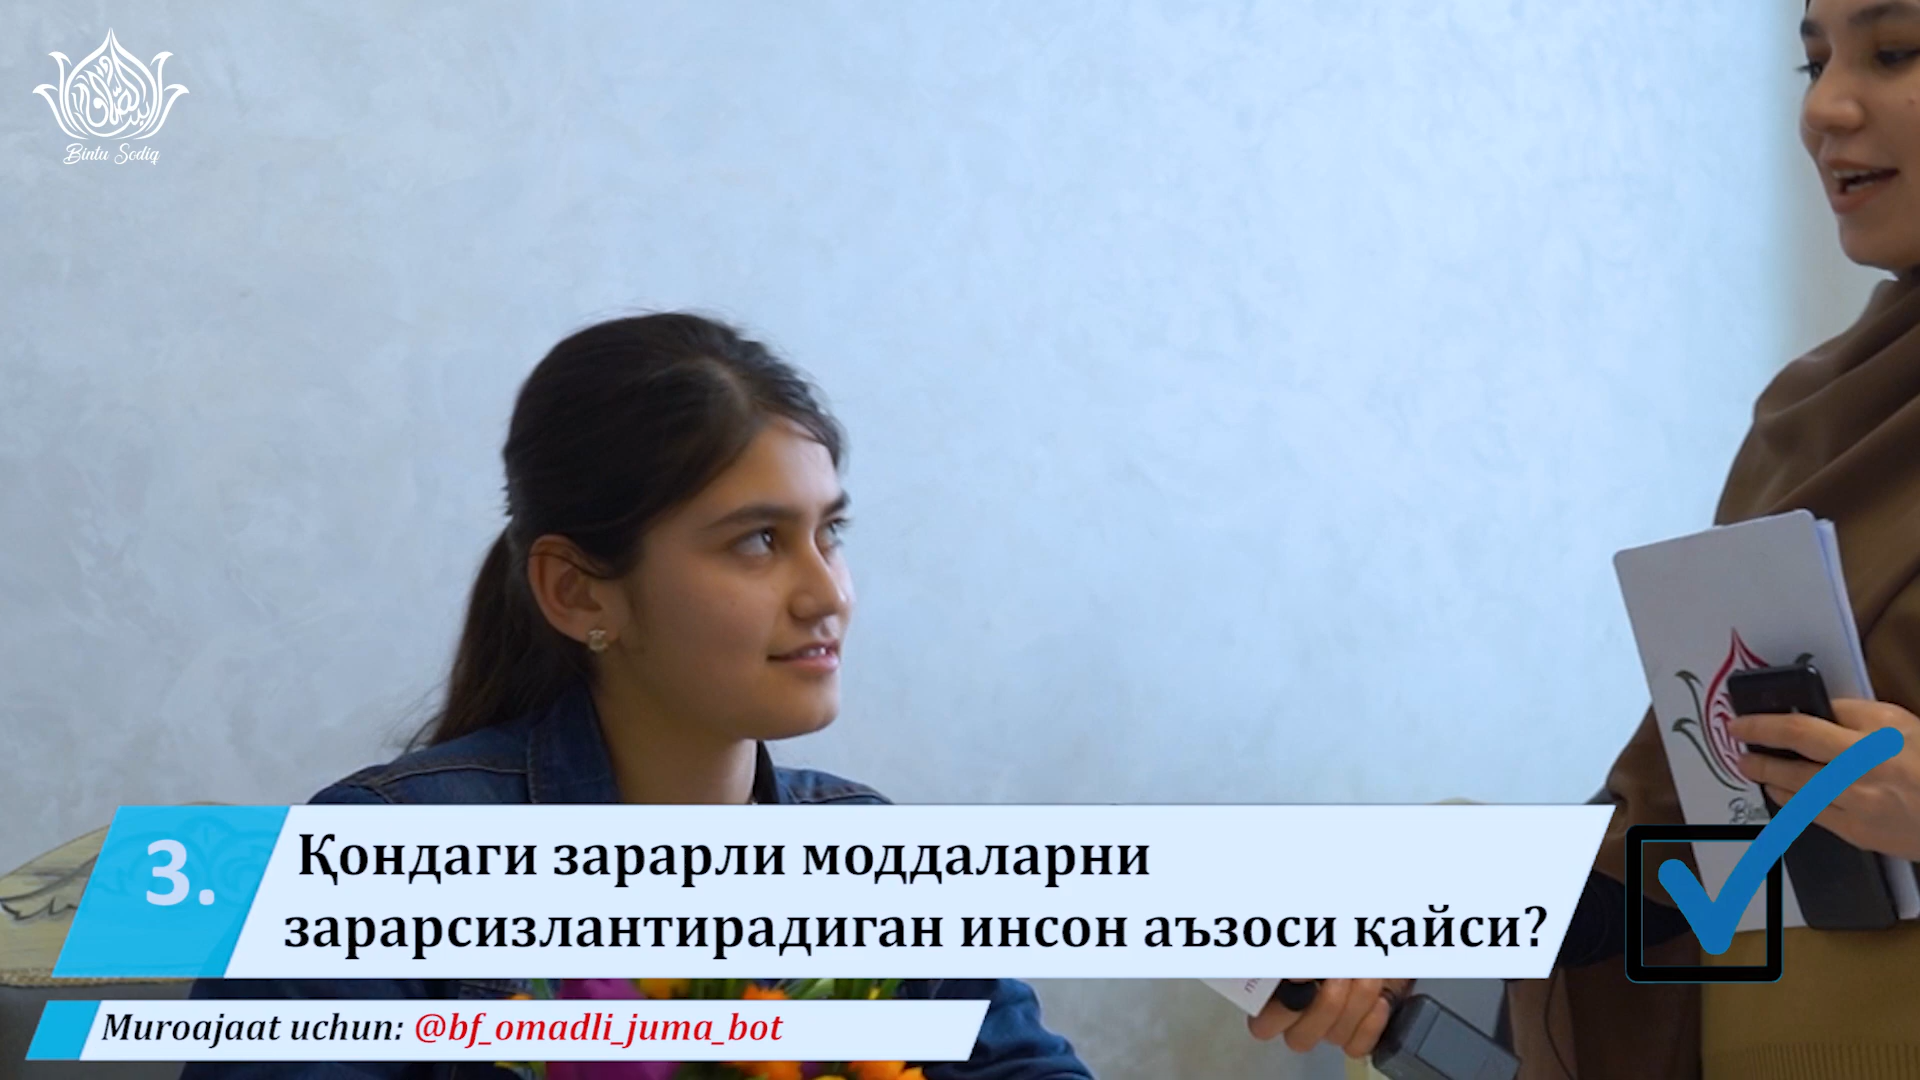 Bintu Sodiq
3.
Қондаги зарарли моддаларни
зарарсизлантирадиган инсон аъзоси қайси?
Muroajaat uchun: @bf_omadli_juma_bot